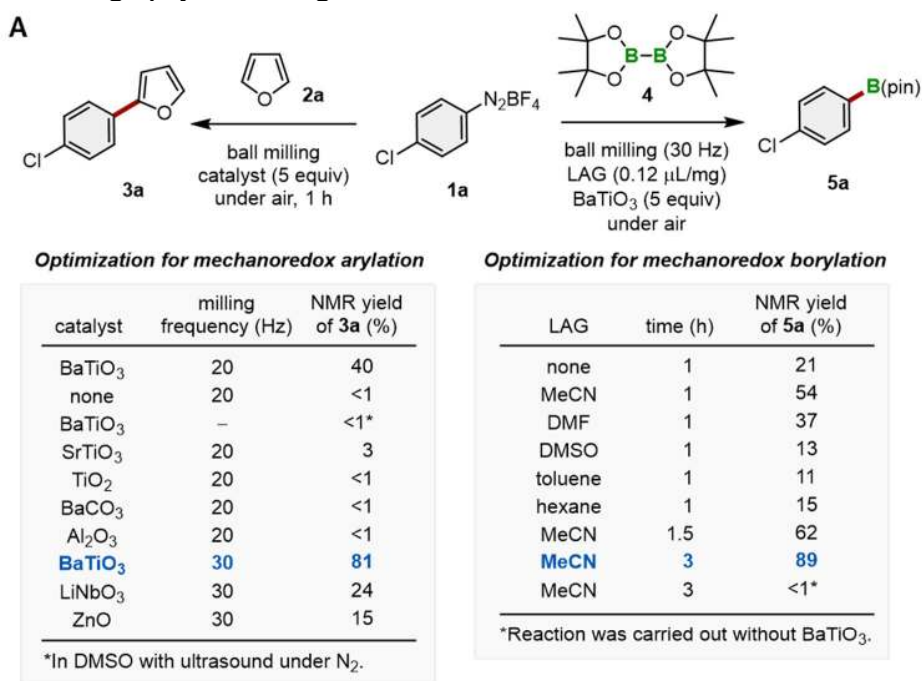 A
2a
ball milling
catalyst (5 equiv)
under air, 1 h
Cl
O
3a
N2BF4
Cl
1a
O O
B–B
O O
4
ball milling (30 Hz)
LAG (0.12 μL/mg)
BaTiO3 (5 equiv)
under air
B(pin)
Cl
5a
Optimization for mechanoredox arylation
catalyst milling frequency (Hz) NMR yield of 3a (%)
BaTiO3 20 40
none 20 <1
BaTiO3 – <1*
SrTiO3 20 3
TiO2 20 <1
BaCO3 20 <1
Al2O3 20 <1
BaTiO3 30 81
LiNbO3 30 24
ZnO 30 15
*In DMSO with ultrasound under N2.
Optimization for mechanoredox borylation
LAG time (h) NMR yield of 5a (%)
none 1 21
MeCN 1 54
DMF 1 37
DMSO 1 13
toluene 1 11
hexane 1 15
MeCN 1.5 62
MeCN 3 89
MeCN 3 <1*
*Reaction was carried out without BaTiO3.